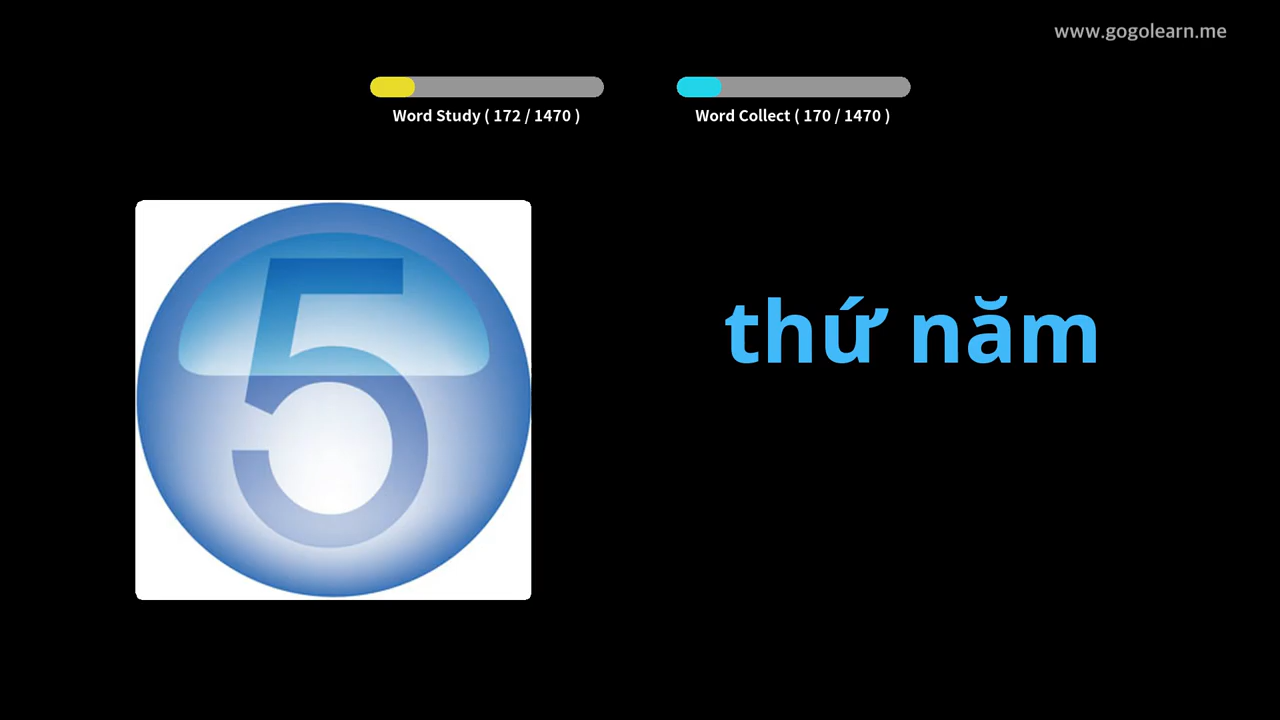 www.gogolearn.me
Word Study ( 172 / 1470 )
Word Collect ( 170 / 1470 )
5
thứ năm